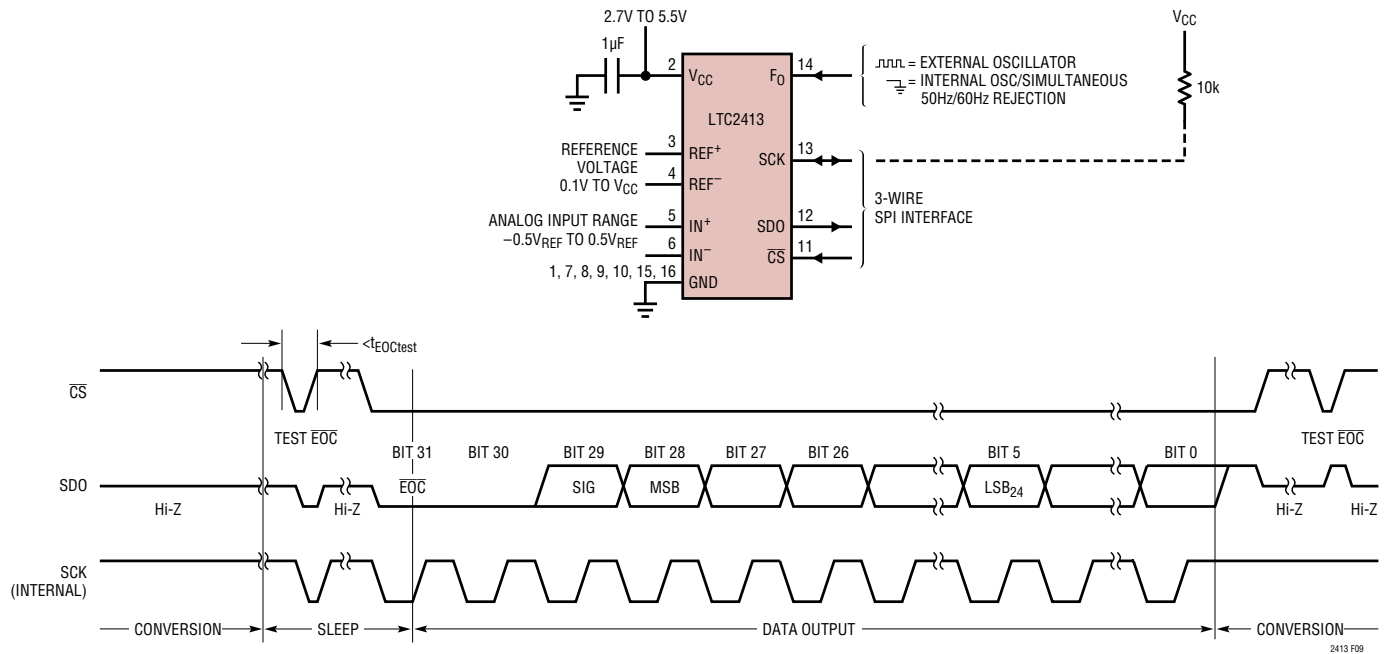 2.7V TO 5.5V
1µF
VCC
10k
2
VCC
FO
14
= EXTERNAL OSCILLATOR
= INTERNAL OSC/SIMULTANEOUS
50Hz/60Hz REJECTION
LTC2413
REFERENCE
VOLTAGE
0.1V TO VCC
3
REF+
4
REF−
SCK
13
ANALOG INPUT RANGE
−0.5VREF TO 0.5VREF
5
IN+
6
IN−
SDO
12
CS
11
3-WIRE
SPI INTERFACE
1, 7, 8, 9, 10, 15, 16
GND
<tEOCtest
CS
TEST EOC
TEST EOC
BIT 31
BIT 30
BIT 29
BIT 28
BIT 27
BIT 26
BIT 5
BIT 0
SDO
EOC
SIG
MSB
LSB24
Hi-Z
Hi-Z
Hi-Z
Hi-Z
SCK
(INTERNAL)
CONVERSION
SLEEP
DATA OUTPUT
CONVERSION
2413 F09